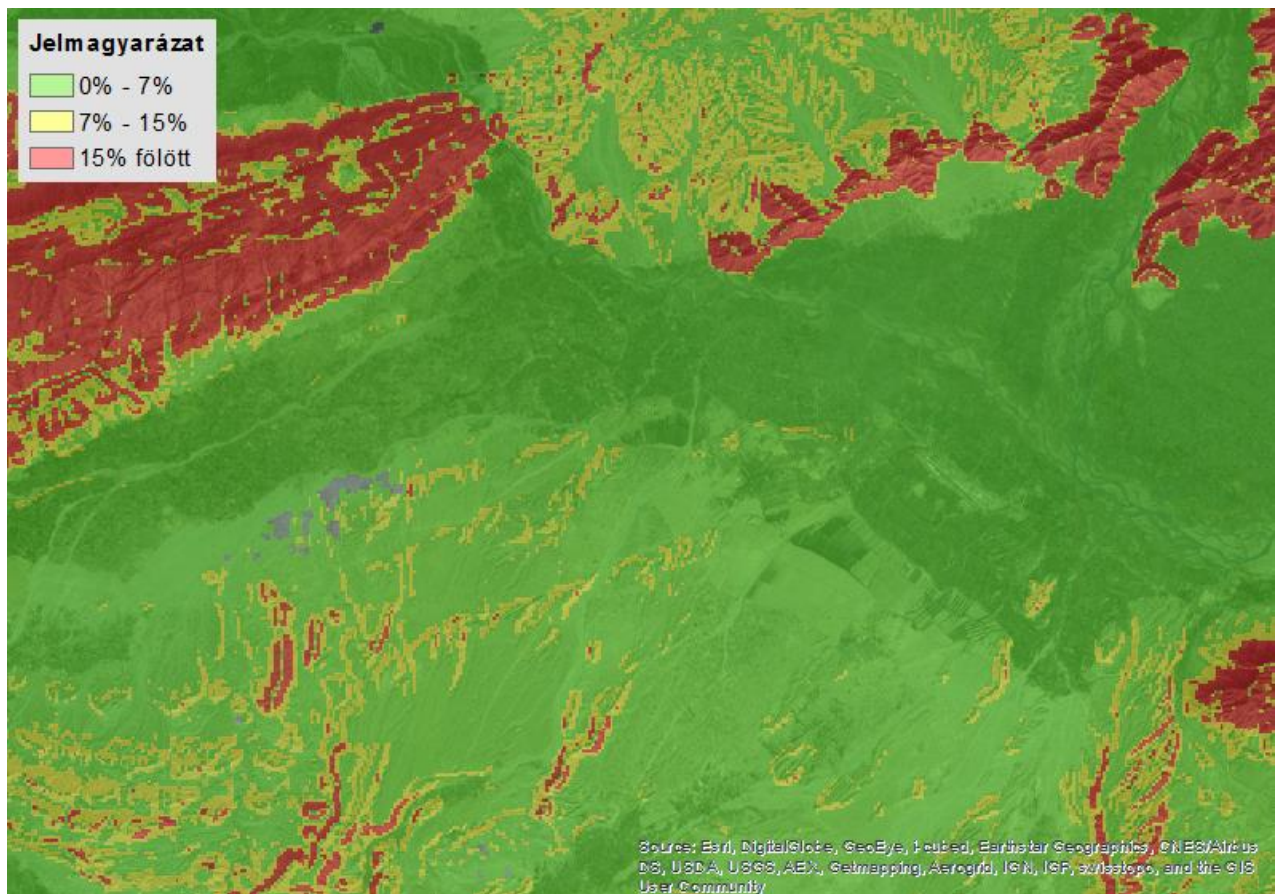 Jelmagyarázat
0% - 7%
7% - 15%
15% fölött
Source: Esri, DigitalGlobe, GeoEye, i-cubed, Earthstar Geographics, CNES/Airbus
DS, USDA, USGS, AEX, Getmapping, Aerogrid, IGN, IGP, swisstopo, and the GIS
User Community